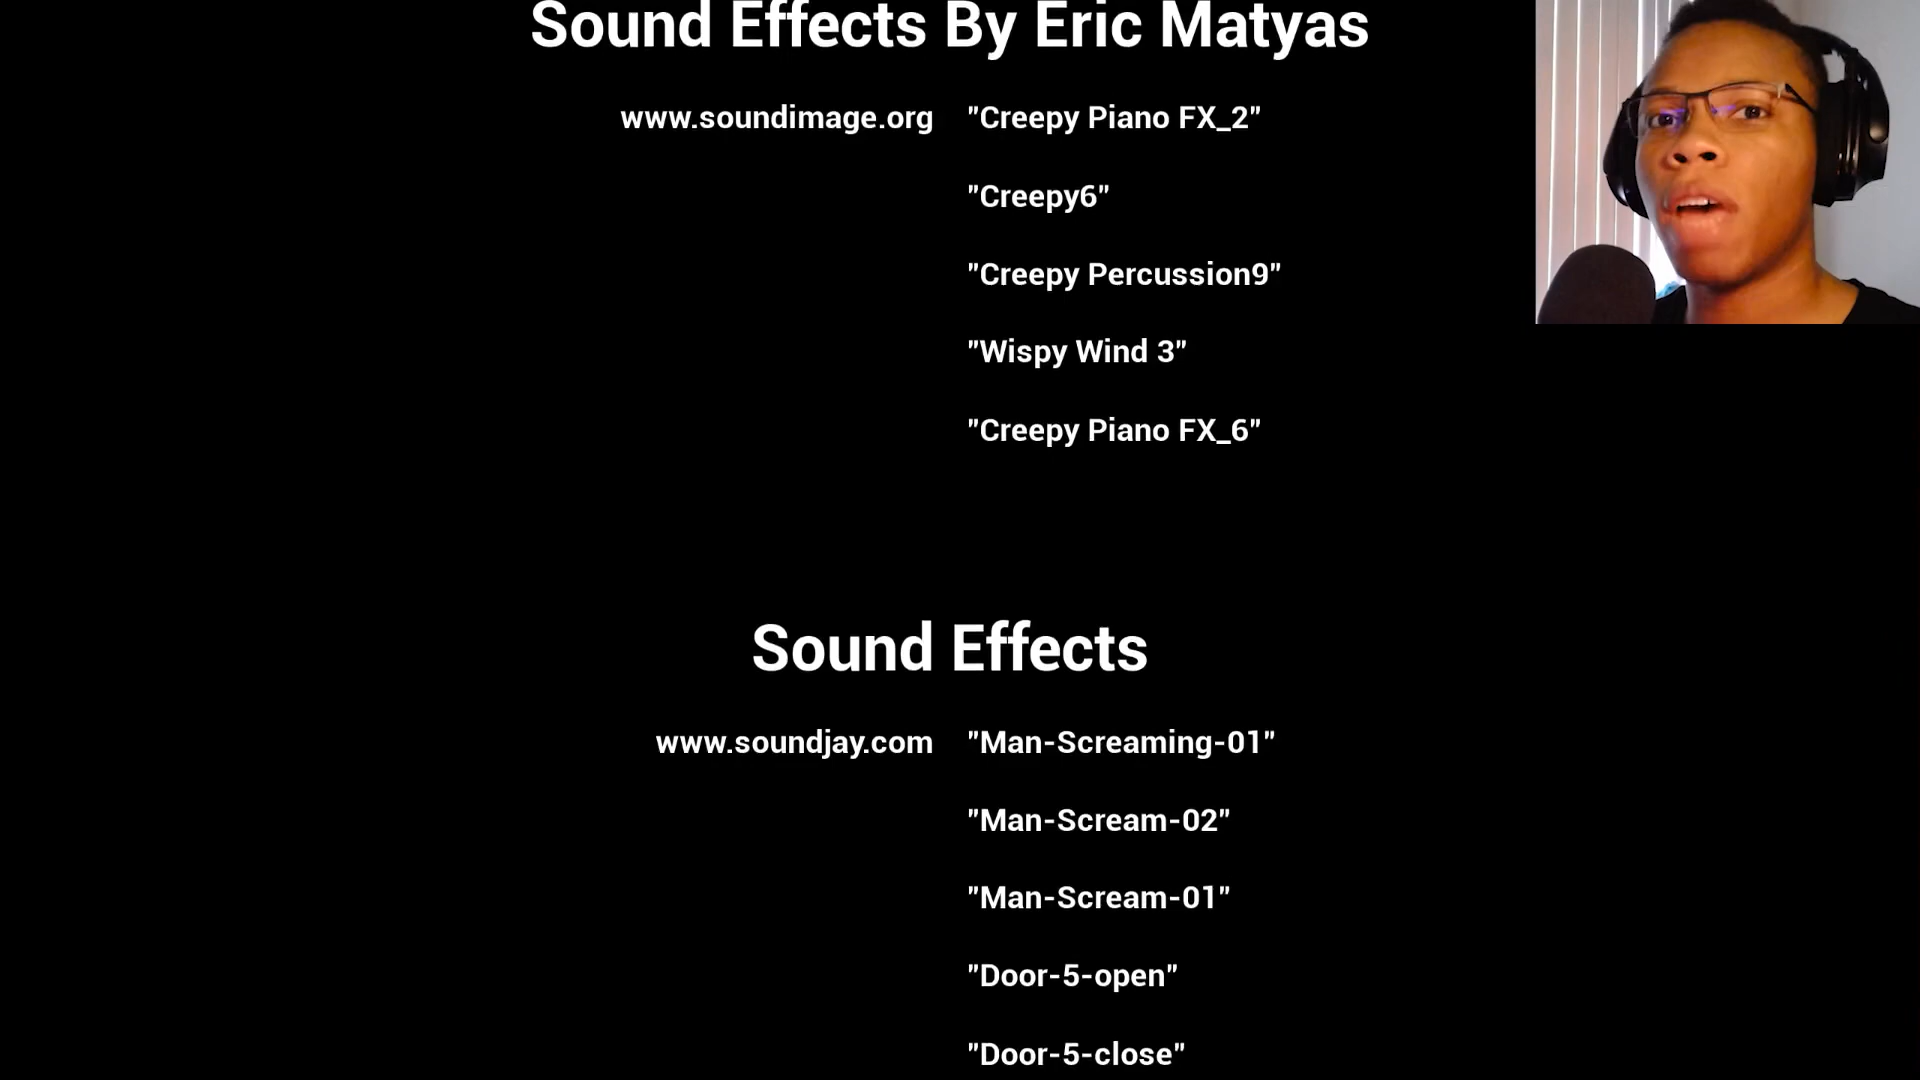 Sound Effects By Eric Matyas
www.soundimage.org "Creepy Piano FX_2"
"Creepy6"
"Creepy Percussion9"
"Wispy Wind 3"
"Creepy Piano FX_6"
Sound Effects
www.soundjay.com "Man-Screaming-01"
"Man-Scream-02"
"Man-Scream-01"
"Door-5-open"
"Door-5-close"